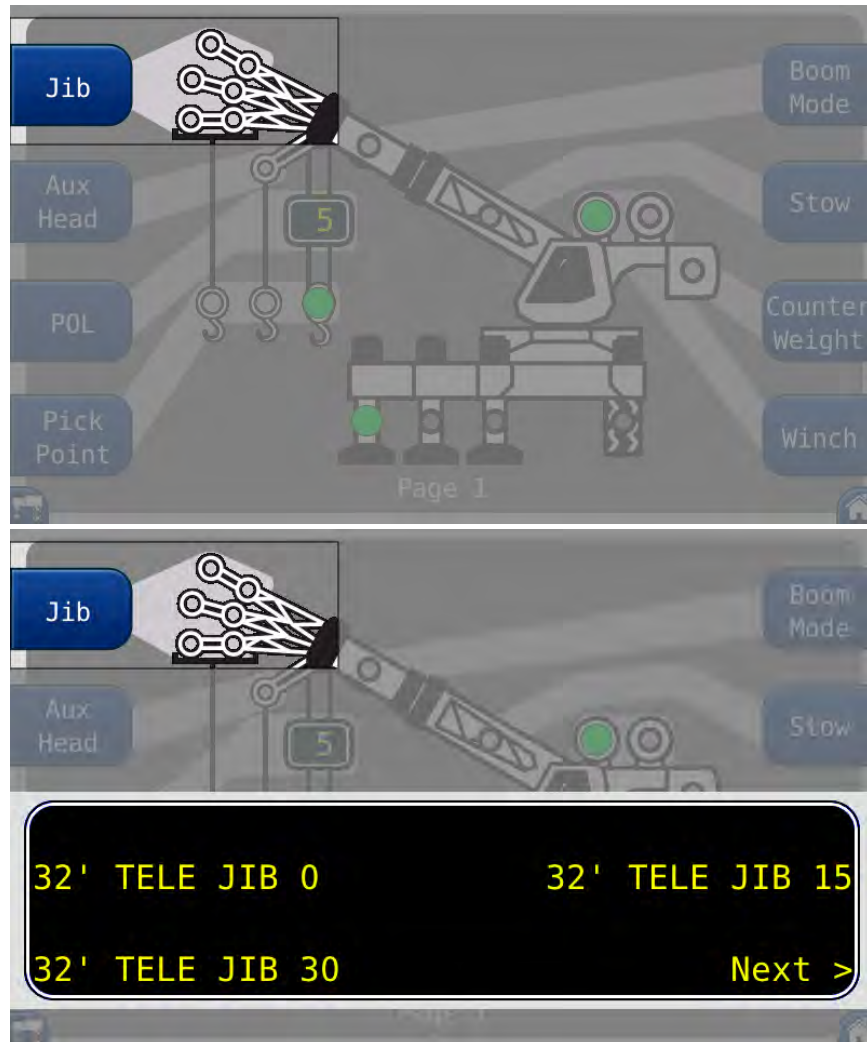 Jib
Boom
Mode
Aux
Head
5
Stow
POL
Counter
Weight
Pick
Point
Winch
Page 1
Jib
Boom
Mode
Aux
Head
5
Stow
32' TELE JIB 0
32' TELE JIB 15
32' TELE JIB 30
Next >